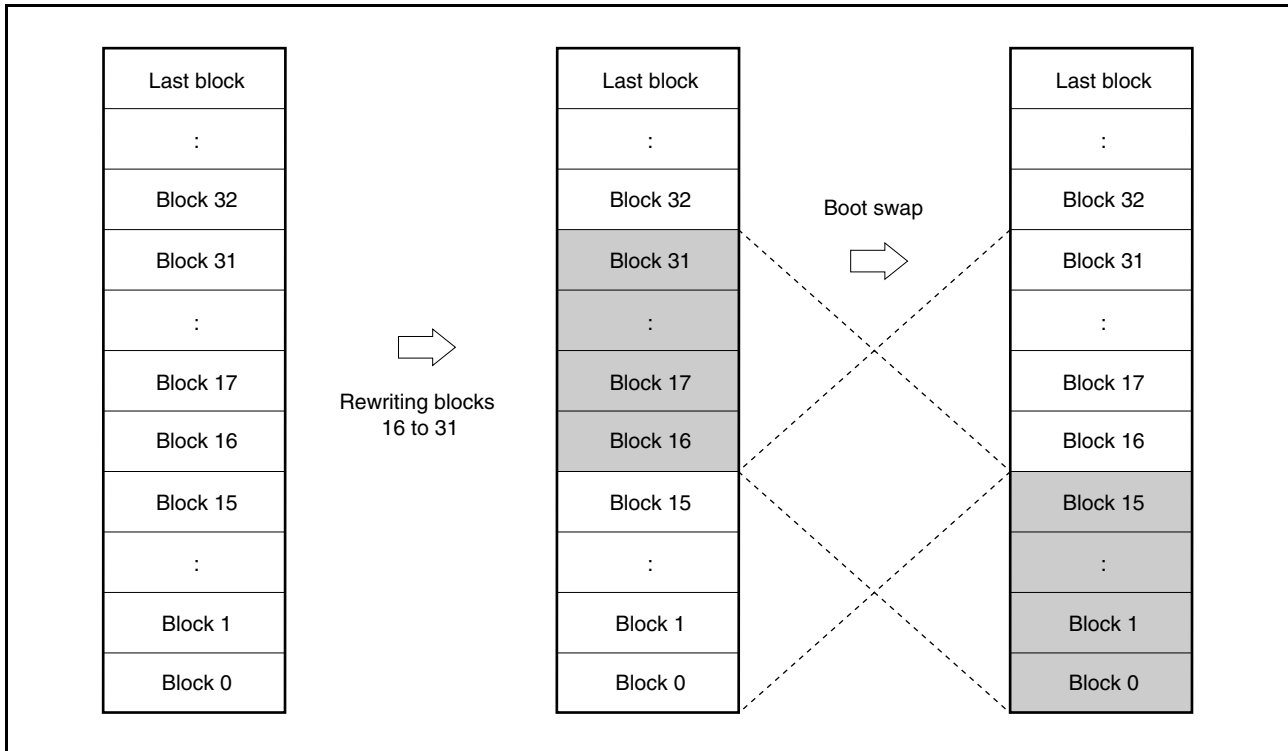 Last block
:
Block 32
Block 31
:
Block 17
Block 16
Block 15
:
Block 1
Block 0
Rewriting blocks
16 to 31
Last block
:
Block 32
Block 31
:
Block 17
Block 16
Block 15
:
Block 1
Block 0
Boot swap
Last block
:
Block 32
Block 31
:
Block 17
Block 16
Block 15
:
Block 1
Block 0